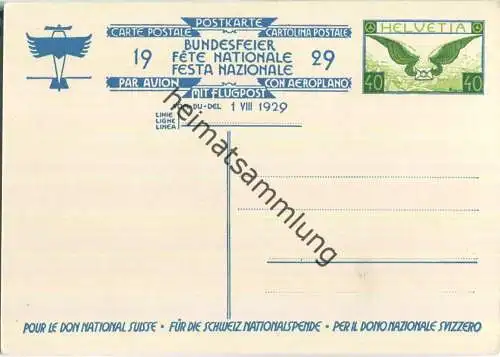 POSTKARTE
CARTE POSTALE CARTOLINA POSTALE
BUNDESFEIER
19 FÊTE NATIONALE 29
FESTA NAZIONALE
PAR AVION CON AEROPLANO
MIT FLUGPOST
DU-DEL 1 VIII 1929
LINIE
LIGNE
LINEA
HELVETIA
40 40
heimatsammlung
POUR LE DON NATIONAL SUISSE · FÜR DIE SCHWEIZ. NATIONALSPENDE · PER IL DONO NAZIONALE SVIZZERO